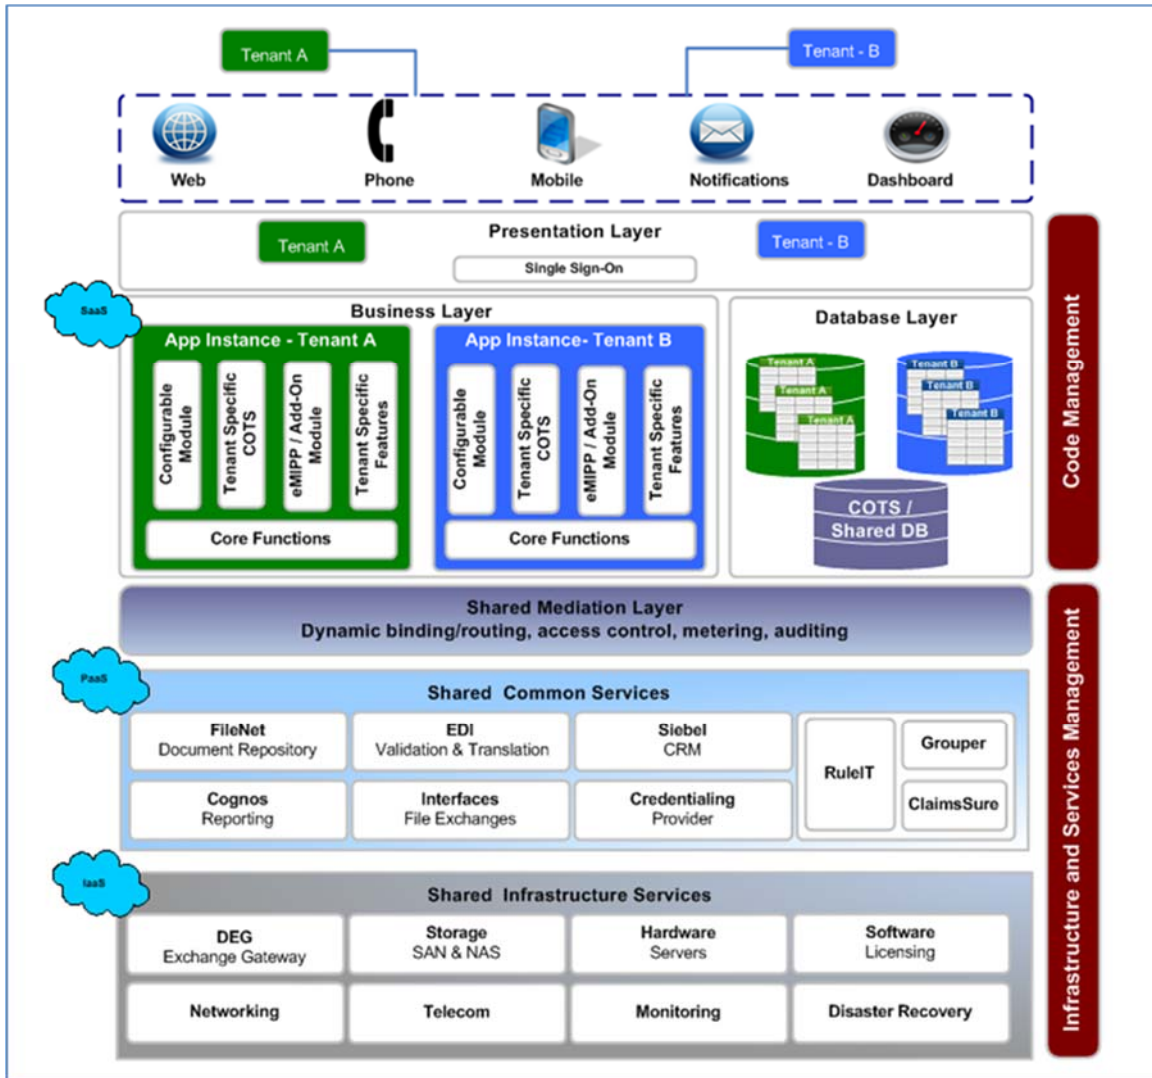 Tenant A
Tenant - B
Web
Phone
Mobile
Notifications
Dashboard
Presentation Layer
Tenant A
Tenant - B
Single Sign-On
SaaS
Business Layer
App Instance - Tenant A
Configurable
Module
Tenant Specific
COTS
eMIPP / Add-On
Module
Tenant Specific
Features
Core Functions
App Instance- Tenant B
Configurable
Module
Tenant Specific
COTS
eMIPP / Add-On
Module
Tenant Specific
Features
Core Functions
Database Layer
Tenant A
Tenant A
Tenant A
Tenant B
Tenant B
Tenant B
COTS /
Shared DB
Code Management
Shared Mediation Layer
Dynamic binding/routing, access control, metering, auditing
PaaS
Shared Common Services
FileNet
Document Repository
EDI
Validation & Translation
Siebel
CRM
RuleIT
Grouper
Cognos
Reporting
Interfaces
File Exchanges
Credentialing
Provider
ClaimsSure
IaaS
Shared Infrastructure Services
DEG
Exchange Gateway
Storage
SAN & NAS
Hardware
Servers
Software
Licensing
Networking
Telecom
Monitoring
Disaster Recovery
Infrastructure and Services Management